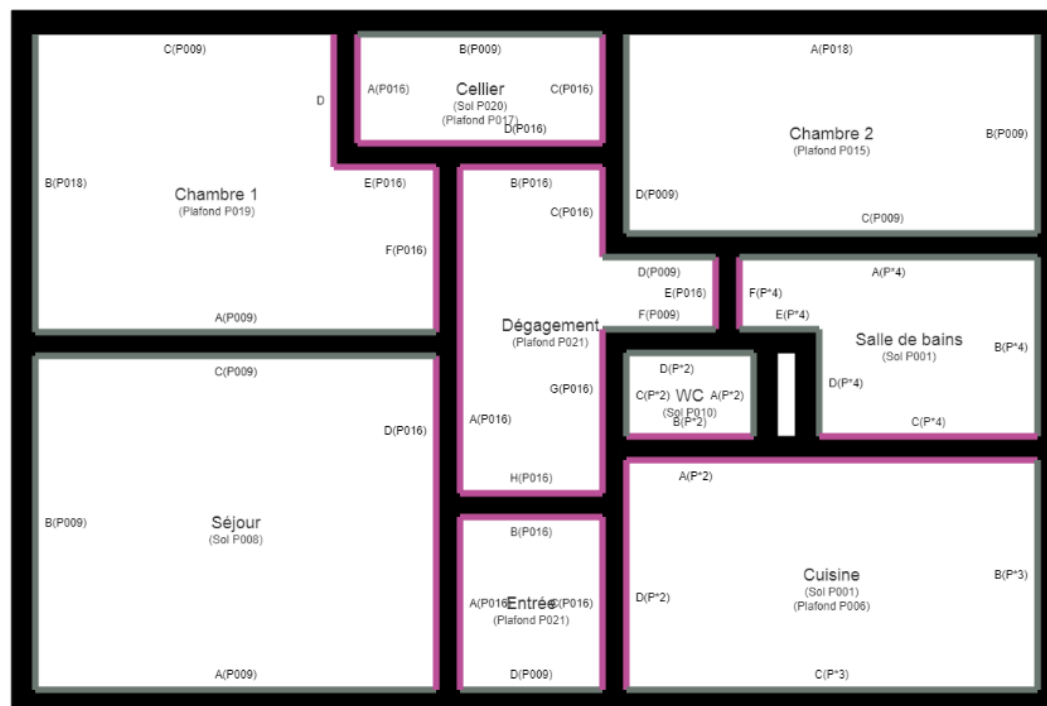 C(P009)
D
B(P018)
Chambre 1
(Plafond P019)
E(P016)
F(P016)
A(P009)
B(P009)
A(P016)
Cellier
C(P016)
(Sol P020)
(Plafond P017)
D(P016)
A(P018)
Chambre 2
(Plafond P015)
B(P009)
D(P009)
C(P009)
B(P016)
C(P016)
D(P009)
E(P016)
F(P009)
Dégagement
(Plafond P021)
G(P016)
A(P016)
H(P016)
A(P*4)
F(P*4)
E(P*4)
Salle de bains
(Sol P001)
B(P*4)
D(P*4)
C(P*4)
D(P*2)
C(P*2)
WC
A(P*2)
(Sol P010)
B(P*2)
C(P009)
D(P016)
B(P009)
Séjour
(Sol P008)
A(P009)
B(P016)
A(P016)
Entrée
C(P016)
(Plafond P021)
D(P009)
A(P*2)
Cuisine
(Sol P001)
(Plafond P006)
B(P*3)
D(P*2)
C(P*3)